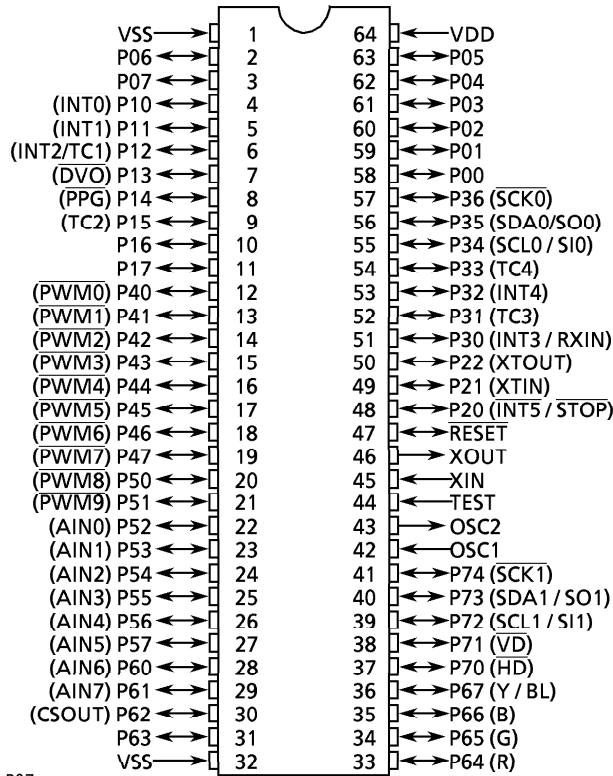 VSS 1 64 VDD
P06 2 63 P05
P07 3 62 P04
(INT0) P10 4 61 P03
(INT1) P11 5 60 P02
(INT2/TC1) P12 6 59 P01
(DVO) P13 7 58 P00
(PPG) P14 8 57 P36 (SCK0)
(TC2) P15 9 56 P35 (SDA0/SO0)
P16 10 55 P34 (SCL0 / SI0)
P17 11 54 P33 (TC4)
(PWM0) P40 12 53 P32 (INT4)
(PWM1) P41 13 52 P31 (TC3)
(PWM2) P42 14 51 P30 (INT3 / RXIN)
(PWM3) P43 15 50 P22 (XTOUT)
(PWM4) P44 16 49 P21 (XTIN)
(PWM5) P45 17 48 P20 (INT5 / STOP)
(PWM6) P46 18 47 RESET
(PWM7) P47 19 46 XOUT
(PWM8) P50 20 45 XIN
(PWM9) P51 21 44 TEST
(AIN0) P52 22 43 OSC2
(AIN1) P53 23 42 OSC1
(AIN2) P54 24 41 P74 (SCK1)
(AIN3) P55 25 40 P73 (SDA1 / SO1)
(AIN4) P56 26 39 P72 (SCL1 / SI1)
(AIN5) P57 27 38 P71 (VD)
(AIN6) P60 28 37 P70 (HD)
(AIN7) P61 29 36 P67 (Y / BL)
(CSOUT) P62 30 35 P66 (B)
P63 31 34 P65 (G)
VSS 32 33 P64 (R)